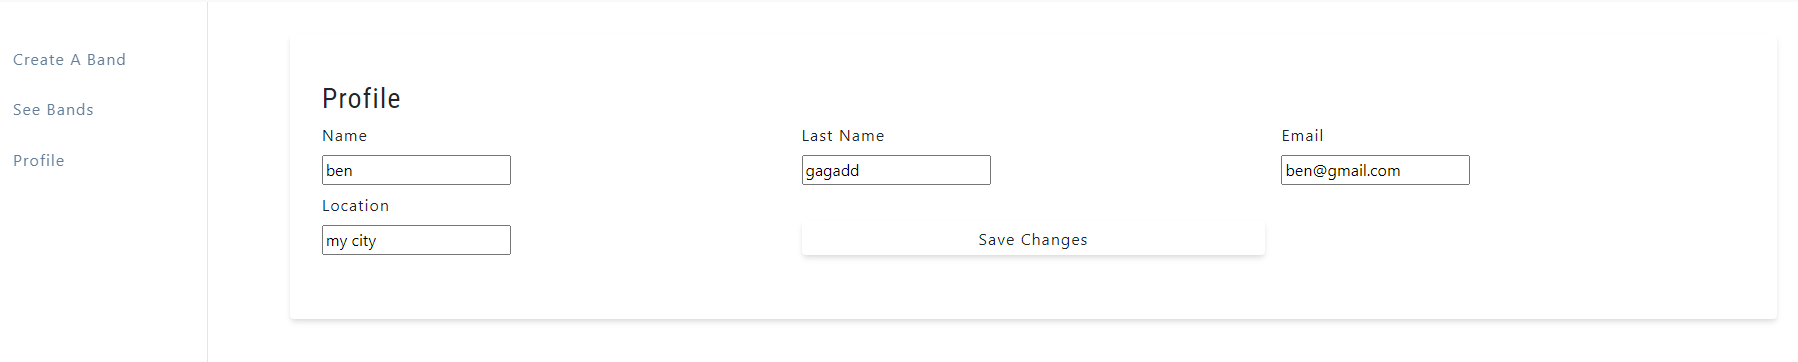 Create A Band
See Bands
Profile
Profile
Name
Last Name
Email
ben
gagadd
ben@gmail.com
Location
my city
Save Changes